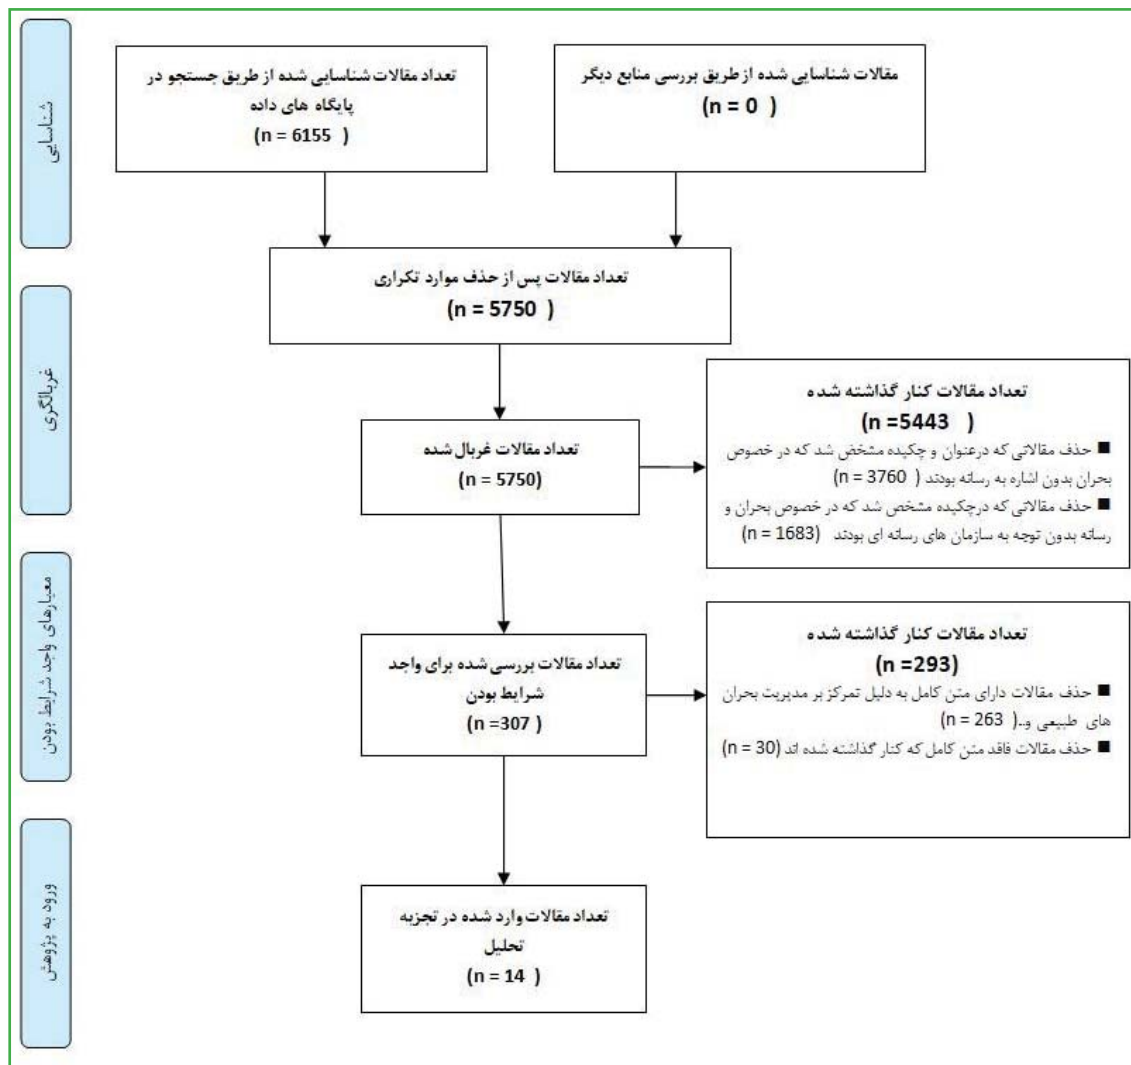 شناسایی
تعداد مقالات شناسایی شده از طریق جستجو در
پایگاه های داده
(n = 6155 )
مقالات شناسایی شده از طریق بررسی منابع دیگر
(n = 0 )
تعداد مقالات پس از حذف موارد تکراری
(n = 5750 )
غربالگری
تعداد مقالات غربال شده
(n = 5750)
تعداد مقالات کنار گذاشته شده
(n =5443 )
■ حذف مقالاتی که درعنوان و چکیده مشخص شد که در خصوص
بحران بدون اشاره به رسانه بودند ( n = 3760)
■ حذف مقالاتی که درچکیده مشخص شد که در خصوص بحران و
رسانه بدون توجه به سازمان های رسانه ای بودند (n = 1683)
معیارهای واجد شرایط بودن
تعداد مقالات بررسی شده برای واجد
شرایط بودن
(n =307 )
تعداد مقالات کنار گذاشته شده
(n =293)
■ حذف مقالات دارای متن کامل به دلیل تمرکز بر مدیریت بحران
های طبیعی و..( n = 263)
■ حذف مقالات فاقد متن کامل که کنار گذاشته شده اند (n = 30)
ورود به پژوهش
تعداد مقالات وارد شده در تجزیه
تحلیل
(n = 14 )